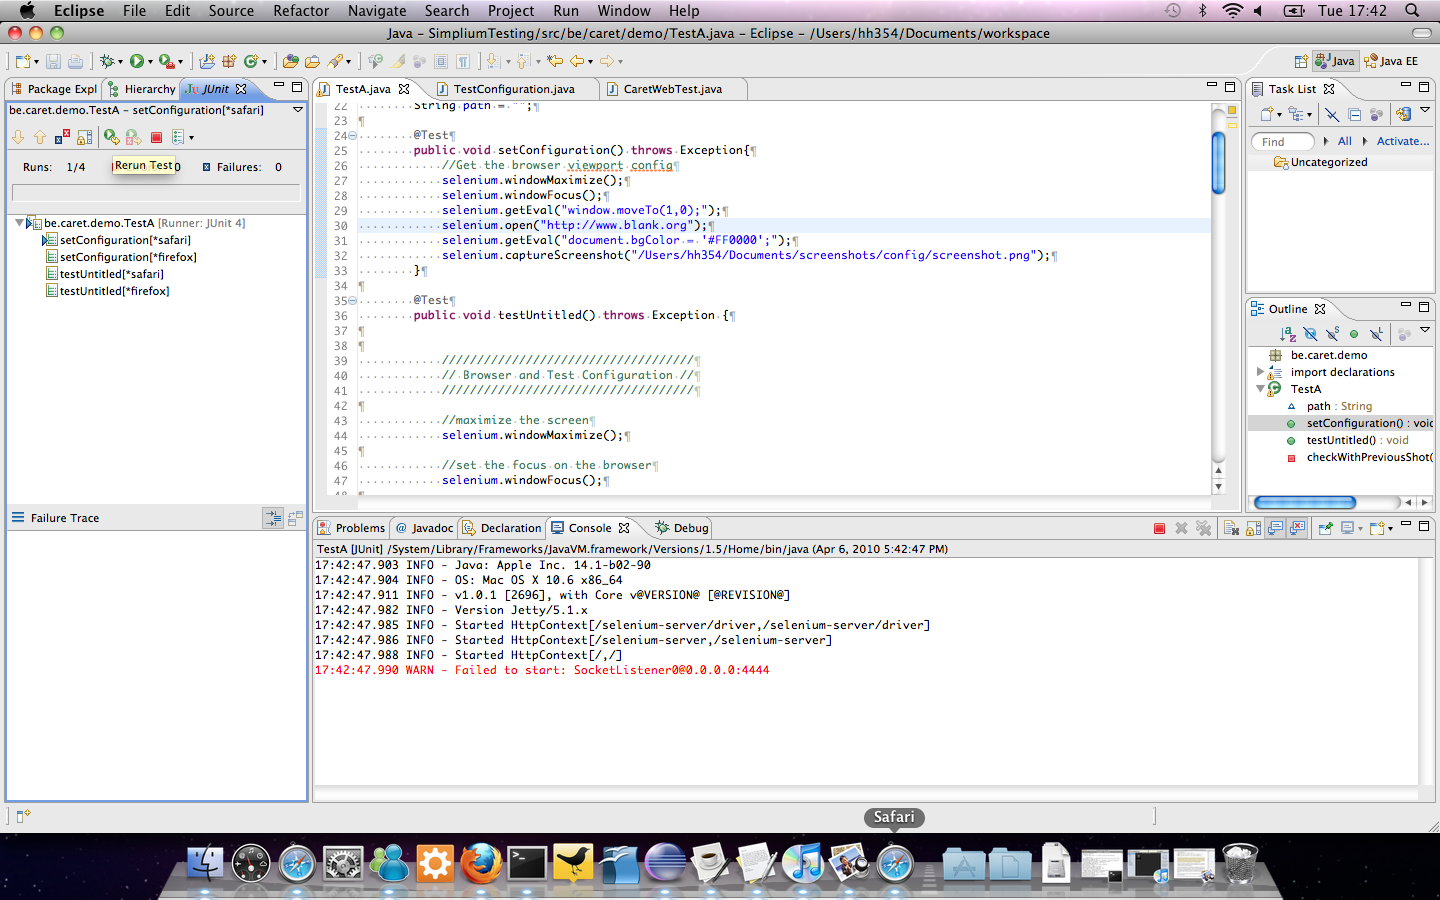 Eclipse File Edit Source Refactor Navigate Search Project Run Window Help Tue 17:42
Java – SimpliumTesting/src/be/caret/demo/TestA.java – Eclipse – /Users/hh354/Documents/workspace
Java Java EE
Package Expl Hierarchy JUnit
be.caret.demo.TestA – setConfiguration[*safari]
Runs: 1/4 0 Failures: 0
Rerun Test
be.caret.demo.TestA [Runner: JUnit 4]
setConfiguration[*safari]
setConfiguration[*firefox]
testUntitled[*safari]
testUntitled[*firefox]
Failure Trace
TestA.java TestConfiguration.java CaretWebTest.java
22 String path = "";¶
23 ¶
24 @Test¶
25 public void setConfiguration() throws Exception{¶
26 //Get the browser viewport config¶
27 selenium.windowMaximize();¶
28 selenium.windowFocus();¶
29 selenium.getEval("window.moveTo(1,0);");¶
30 selenium.open("http://www.blank.org");¶
31 selenium.getEval("document.bgColor = '#FF0000';");¶
32 selenium.captureScreenshot("/Users/hh354/Documents/screenshots/config/screenshot.png");¶
33 }¶
34 ¶
35 @Test¶
36 public void testUntitled() throws Exception {¶
37 ¶
38 ¶
39 ////////////////////////////////////¶
40 // Browser and Test Configuration //¶
41 ////////////////////////////////////¶
42 ¶
43 //maximize the screen¶
44 selenium.windowMaximize();¶
45 ¶
46 //set the focus on the browser¶
47 selenium.windowFocus();¶
48 ¶
Task List
Find All Activate...
Uncategorized
Outline
be.caret.demo
import declarations
TestA
path : String
setConfiguration() : void
testUntitled() : void
checkWithPreviousShot(
Problems @ Javadoc Declaration Console Debug
TestA [JUnit] /System/Library/Frameworks/JavaVM.framework/Versions/1.5/Home/bin/java (Apr 6, 2010 5:42:47 PM)
17:42:47.903 INFO - Java: Apple Inc. 14.1-b02-90
17:42:47.904 INFO - OS: Mac OS X 10.6 x86_64
17:42:47.911 INFO - v1.0.1 [2696], with Core v@VERSION@ [@REVISION@]
17:42:47.982 INFO - Version Jetty/5.1.x
17:42:47.985 INFO - Started HttpContext[/selenium-server/driver,/selenium-server/driver]
17:42:47.986 INFO - Started HttpContext[/selenium-server,/selenium-server]
17:42:47.988 INFO - Started HttpContext[/,/]
17:42:47.990 WARN - Failed to start: SocketListener0@0.0.0.0:4444
Safari